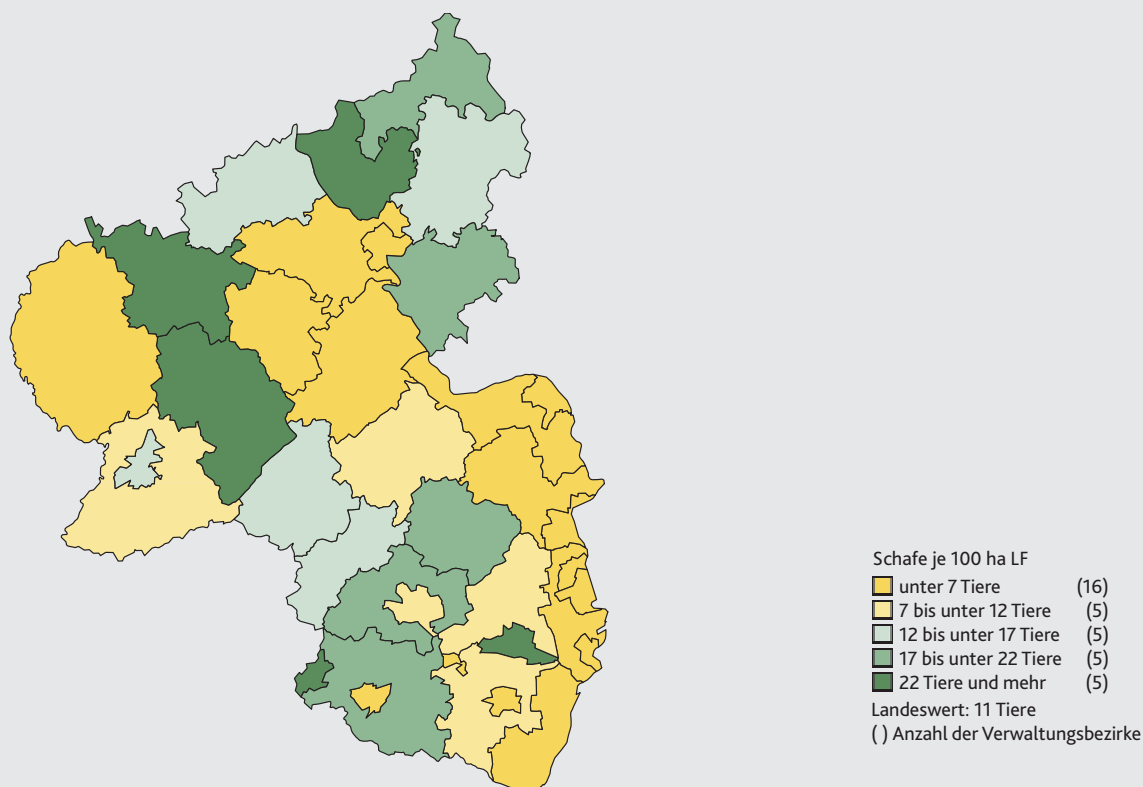 Schafe je 100 ha LF
unter 7 Tiere (16)
7 bis unter 12 Tiere (5)
12 bis unter 17 Tiere (5)
17 bis unter 22 Tiere (5)
22 Tiere und mehr (5)
Landeswert: 11 Tiere
( ) Anzahl der Verwaltungsbezirke